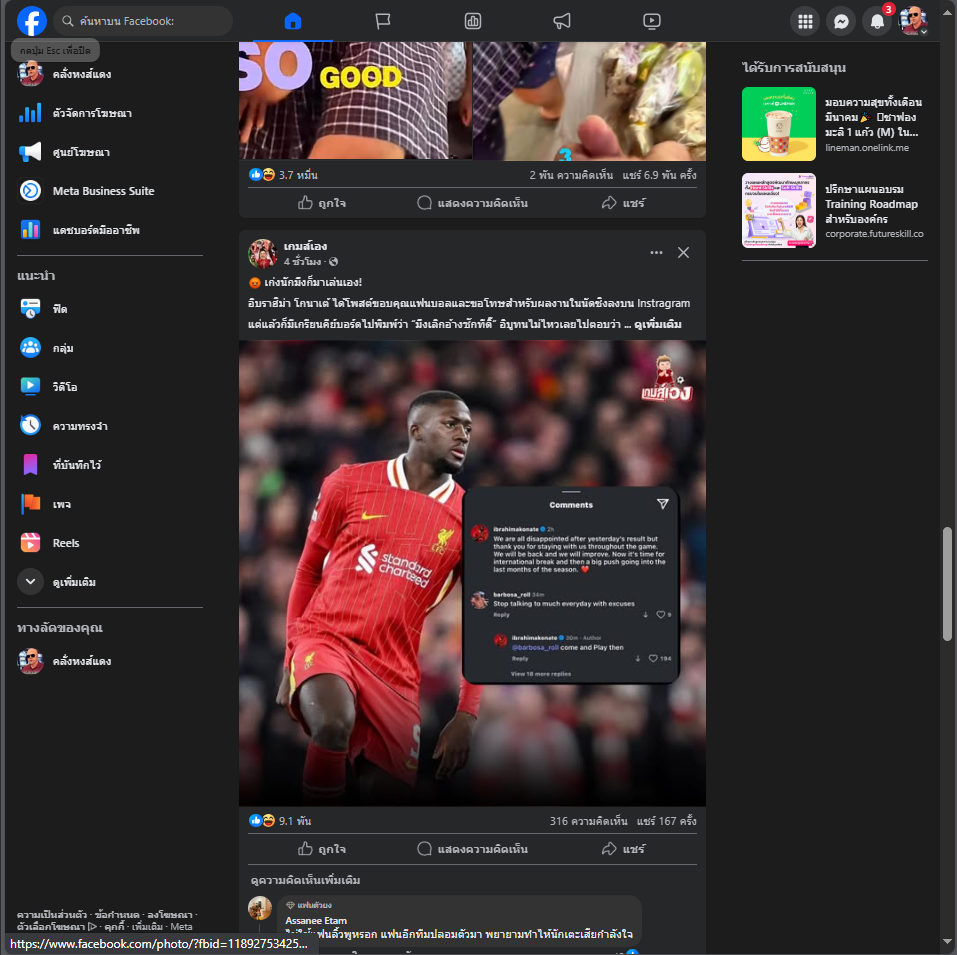 ค้นหาบน Facebook:
3
กดปุ่ม Esc เพื่อปิด
คลั่งหงส์แดง
ตัวจัดการโฆษณา
ศูนย์โฆษณา
Meta Business Suite
แดชบอร์ดมืออาชีพ
แนะนำ
ฟีด
กลุ่ม
วิดีโอ
ความทรงจำ
ที่บันทึกไว้
เพจ
Reels
ดูเพิ่มเติม
ทางลัดของคุณ
คลั่งหงส์แดง
ความเป็นส่วนตัว · ข้อกำหนด · ลงโฆษณา ·
ตัวเลือกโฆษณา · คุกกี้ · เพิ่มเติม · Meta
https://www.facebook.com/photo/?fbid=11892753425...
SO GOOD
3
3.7 หมื่น
2 พัน ความคิดเห็น แชร์ 6.9 พัน ครั้ง
ถูกใจ
แสดงความคิดเห็น
แชร์
เกมส์เอง
4 ชั่วโมง ·
😡 เก่งนักมึงก็มาเล่นเอง!
อิบราฮีม่า โกนาเต้ ได้โพสต์ขอบคุณแฟนบอลและขอโทษสำหรับผลงานในนัดชิงลงบน Instragram
แต่แล้วก็มีเกรียนคีย์บอร์ดไปพิมพ์ว่า “มึงเลิกอ้างซักทีดิ๊” อิบูทนไม่ไหวเลยไปตอบว่า ... ดูเพิ่มเติม
เกมส์เอง
standard
chartered
Comments
ibrahimakonate 2h
We are all disappointed after yesterday's result but
thank you for staying with us throughout the game.
We will be back and we will improve. Now it's time for
international break and then a big push going into the
last months of the season. ❤️
barbosa_roll 34m
Stop talking to much everyday with excuses
Reply
9
ibrahimakonate 30m · Author
@barbosa_roll come and Play then
Reply
194
View 18 more replies
9.1 พัน
316 ความคิดเห็น แชร์ 167 ครั้ง
ถูกใจ
แสดงความคิดเห็น
แชร์
ดูความคิดเห็นเพิ่มเติม
แฟนตัวยง
Assanee Etam
แฟนลิ้วพูหรอก แฟนอีกทีมปลอมตัวมา พยายามทำให้นักเตะเสียกำลังใจ
ได้รับการสนับสนุน
มอบความสุขทั้งเดือน
มีนาคม🎉 ชาฟอง
มะลิ 1 แก้ว (M) ใน...
lineman.onelink.me
ปรึกษาแผนอบรม
Training Roadmap
สำหรับองค์กร
corporate.futureskill.co